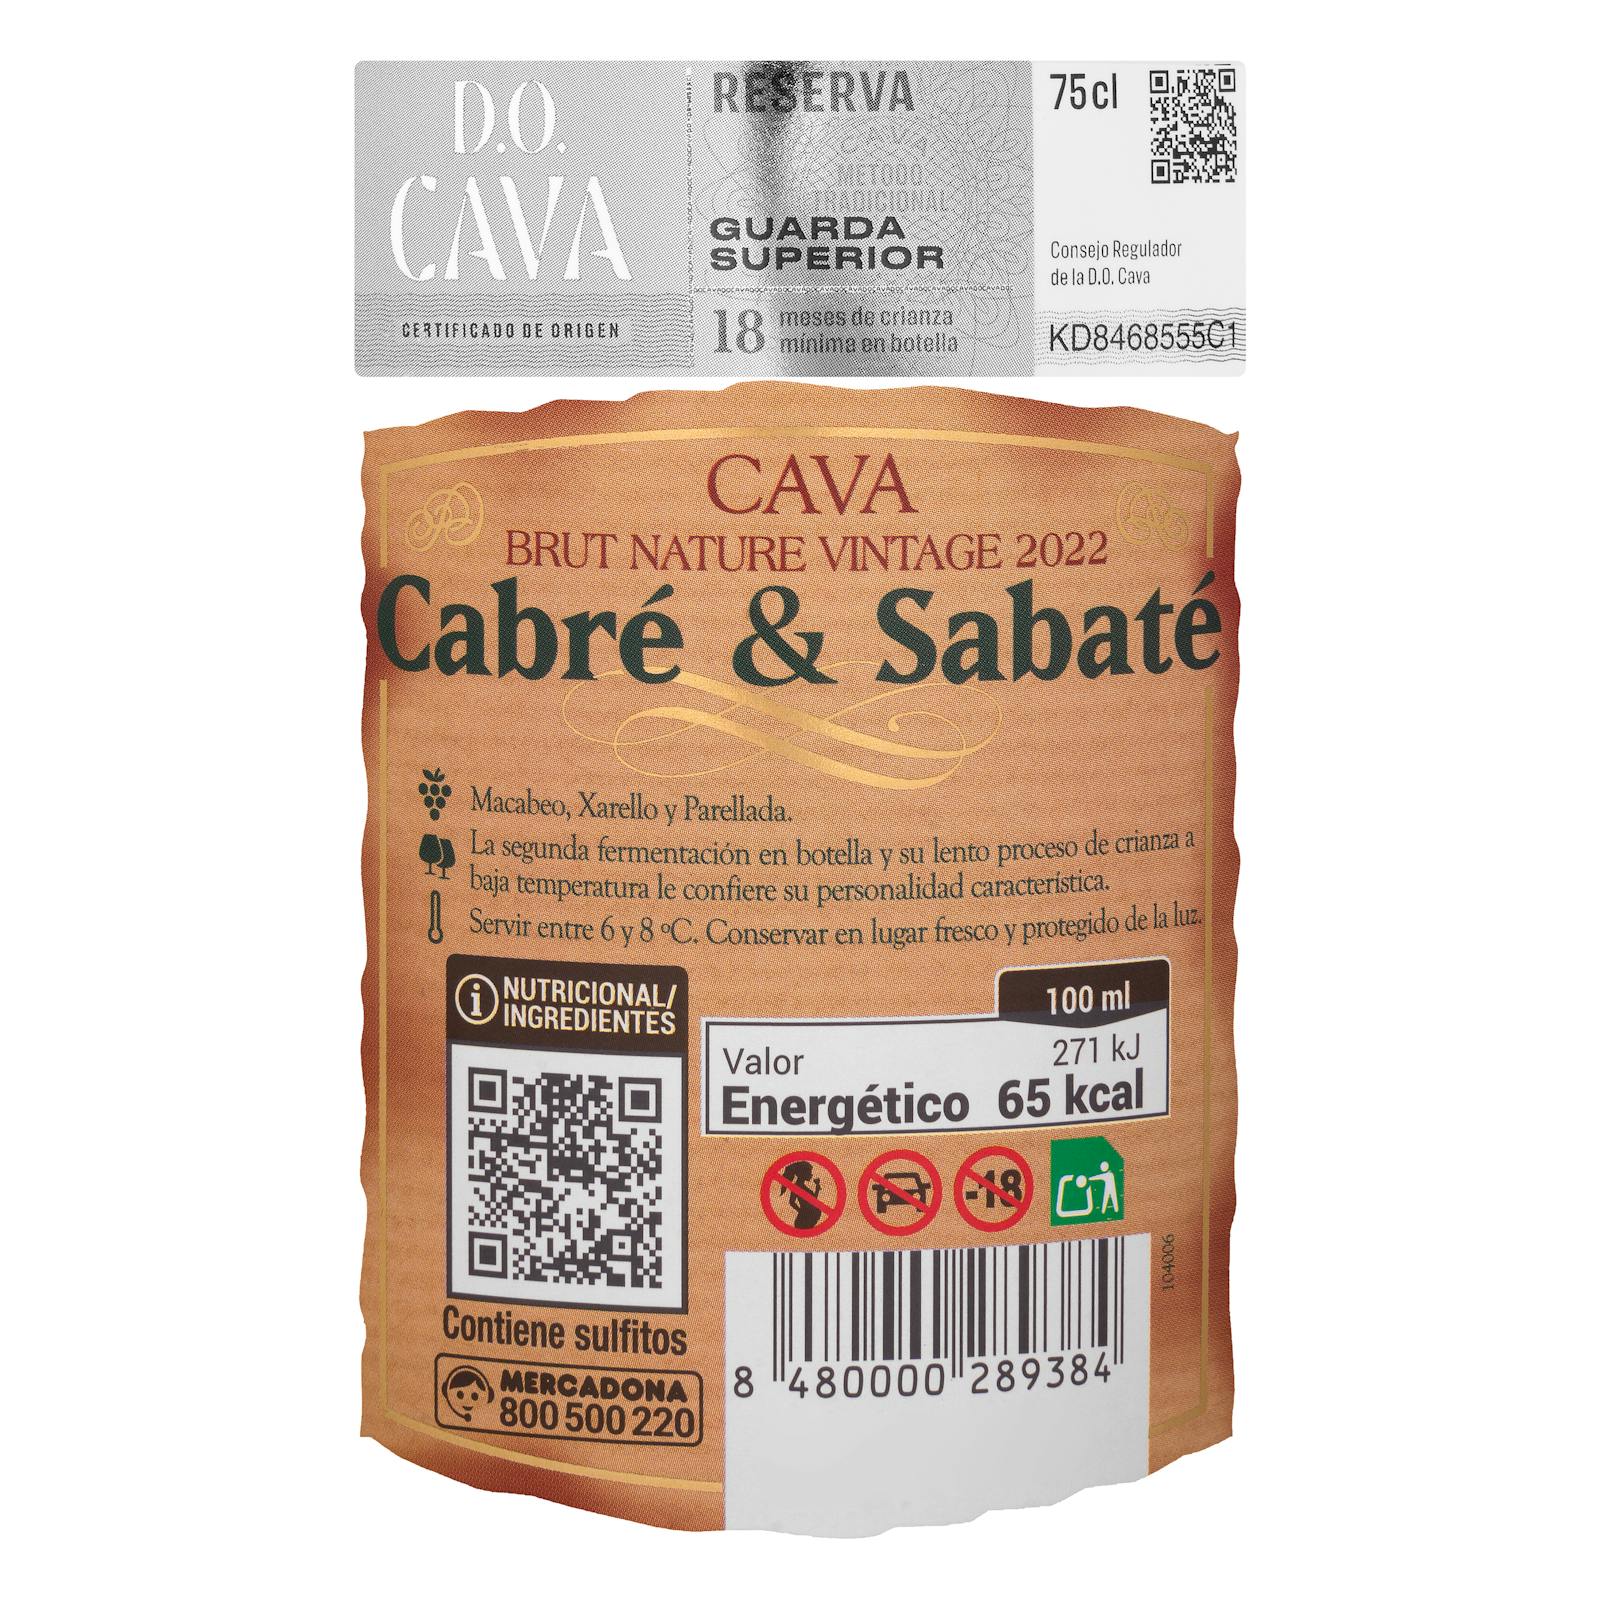 D.O.
CAVA
CERTIFICADO DE ORIGEN
RESERVA
CAVA
METODO
TRADICIONAL
GUARDA
SUPERIOR
18 meses de crianza
mínima en botella
75 cl
Consejo Regulador
de la D.O. Cava
KD8468555C1
CAVA
BRUT NATURE VINTAGE 2022
Cabré & Sabaté
Macabeo, Xarello y Parellada.
La segunda fermentación en botella y su lento proceso de crianza a
baja temperatura le confiere su personalidad característica.
Servir entre 6 y 8 ºC. Conservar en lugar fresco y protegido de la luz.
i NUTRICIONAL/
INGREDIENTES
100 ml
Valor 271 kJ
Energético 65 kcal
-18
Contiene sulfitos
MERCADONA
800 500 220
104006
8 480000 289384